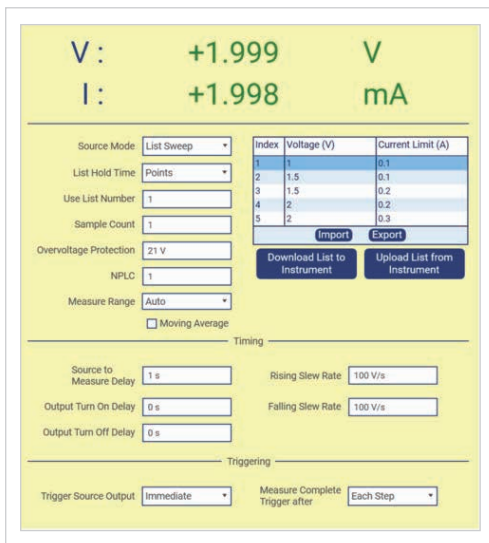 V : +1.999 V
I : +1.998 mA
Source Mode List Sweep
List Hold Time Points
Use List Number 1
Sample Count 1
Overvoltage Protection 21 V
NPLC 1
Measure Range Auto
Moving Average
Index Voltage (V) Current Limit (A)
1 1 0.1
2 1.5 0.1
3 1.5 0.2
4 2 0.2
5 2 0.3
Import Export
Download List to
Instrument
Upload List from
Instrument
Timing
Source to
Measure Delay 1 s
Output Turn On Delay 0 s
Output Turn Off Delay 0 s
Rising Slew Rate 100 V/s
Falling Slew Rate 100 V/s
Triggering
Trigger Source Output Immediate
Measure Complete
Trigger after Each Step